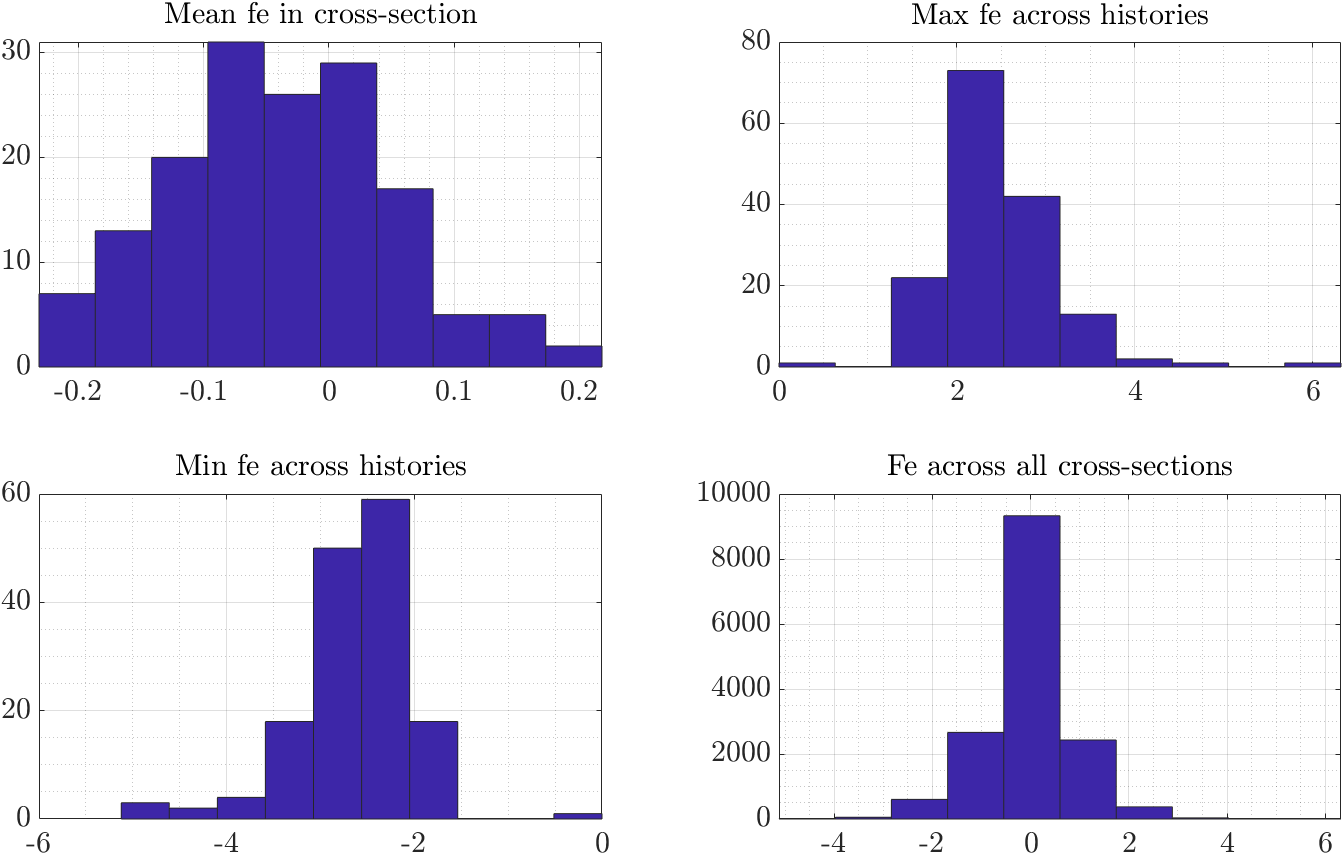 Mean fe in cross-section
30
20
10
0
-0.2 -0.1 0 0.1 0.2
Max fe across histories
80
60
40
20
0
0 2 4 6
Min fe across histories
60
40
20
0
-6 -4 -2 0
Fe across all cross-sections
10000
8000
6000
4000
2000
0
-4 -2 0 2 4 6